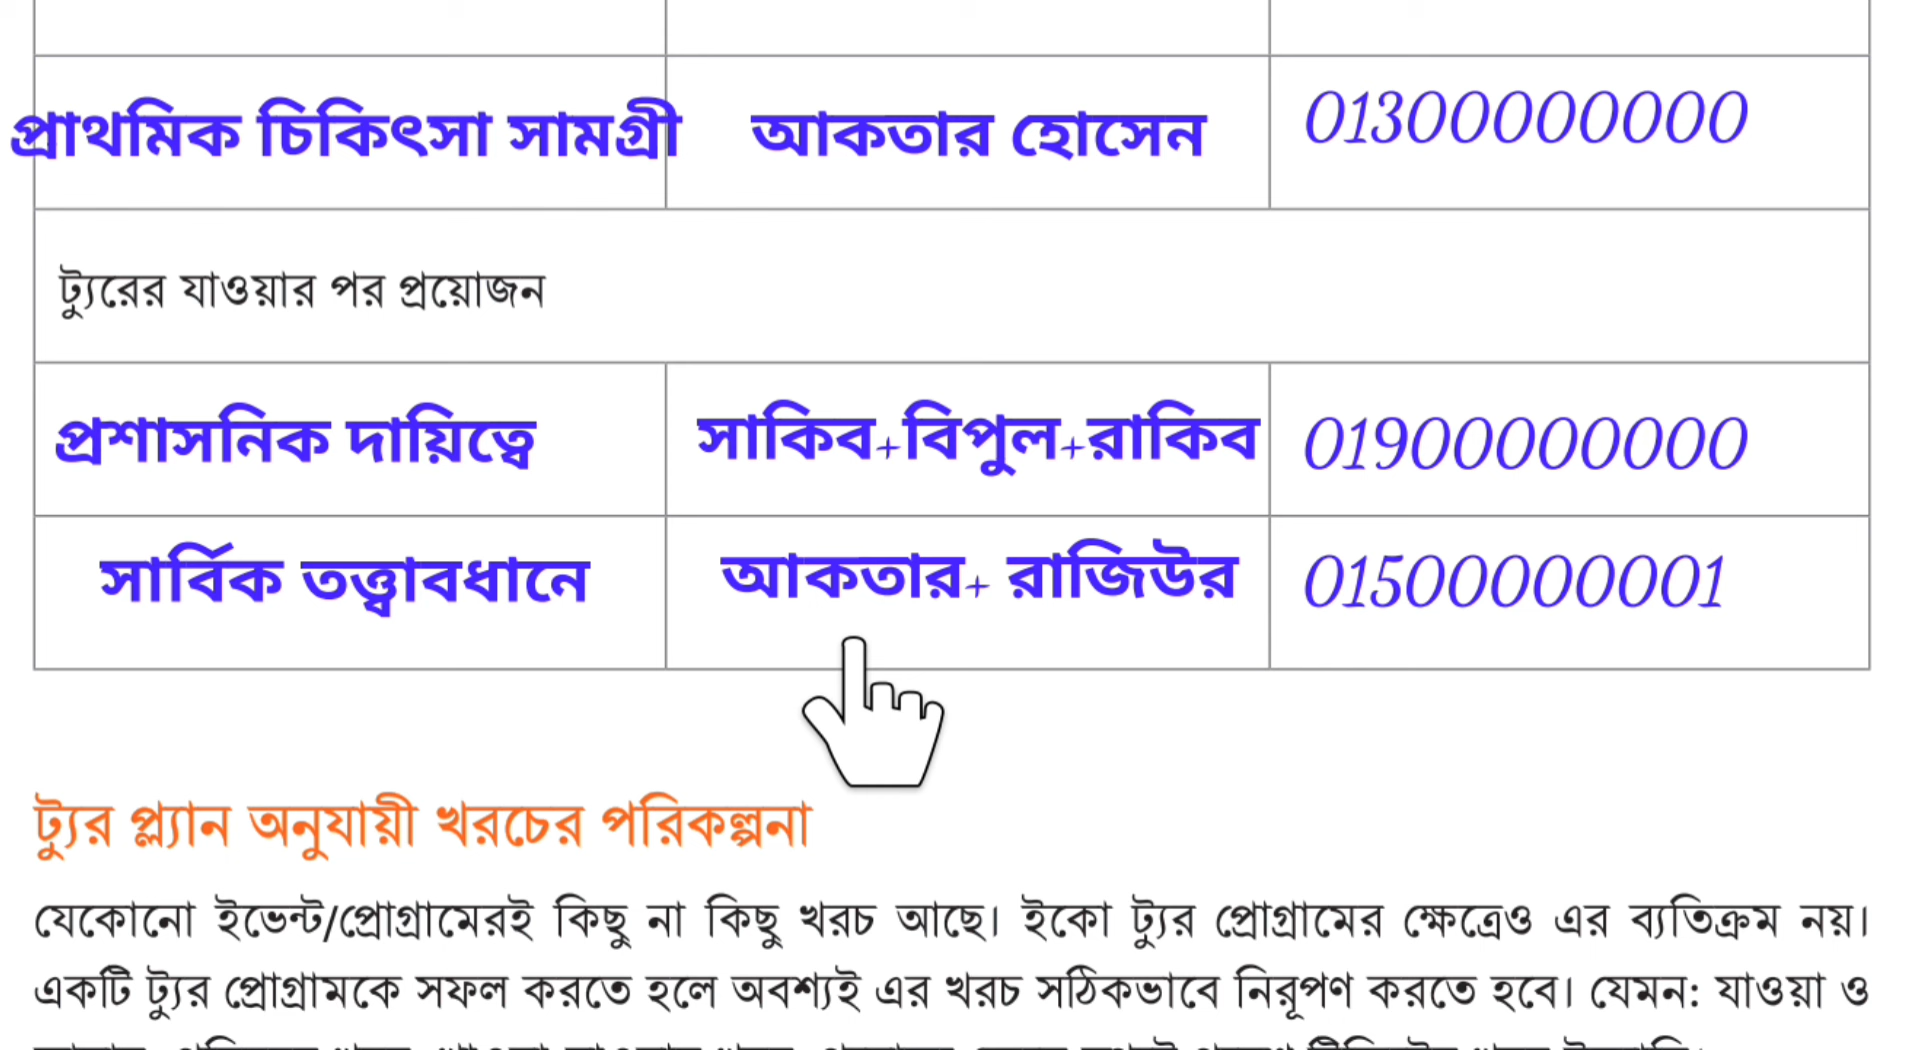 প্রাথমিক চিকিৎসা সামগ্রী আকতার হোসেন 01300000000
ট্যুরের যাওয়ার পর প্রয়োজন
প্রশাসনিক দায়িত্বে সাকিব+বিপুল+রাকিব 01900000000
সার্বিক তত্ত্বাবধানে আকতার+ রাজিউর 01500000001
ট্যুর প্ল্যান অনুযায়ী খরচের পরিকল্পনা
যেকোনো ইভেন্ট/প্রোগ্রামেরই কিছু না কিছু খরচ আছে। ইকো ট্যুর প্রোগ্রামের ক্ষেত্রেও এর ব্যতিক্রম নয়।
একটি ট্যুর প্রোগ্রামকে সফল করতে হলে অবশ্যই এর খরচ সঠিকভাবে নিরূপণ করতে হবে। যেমন: যাওয়া ও